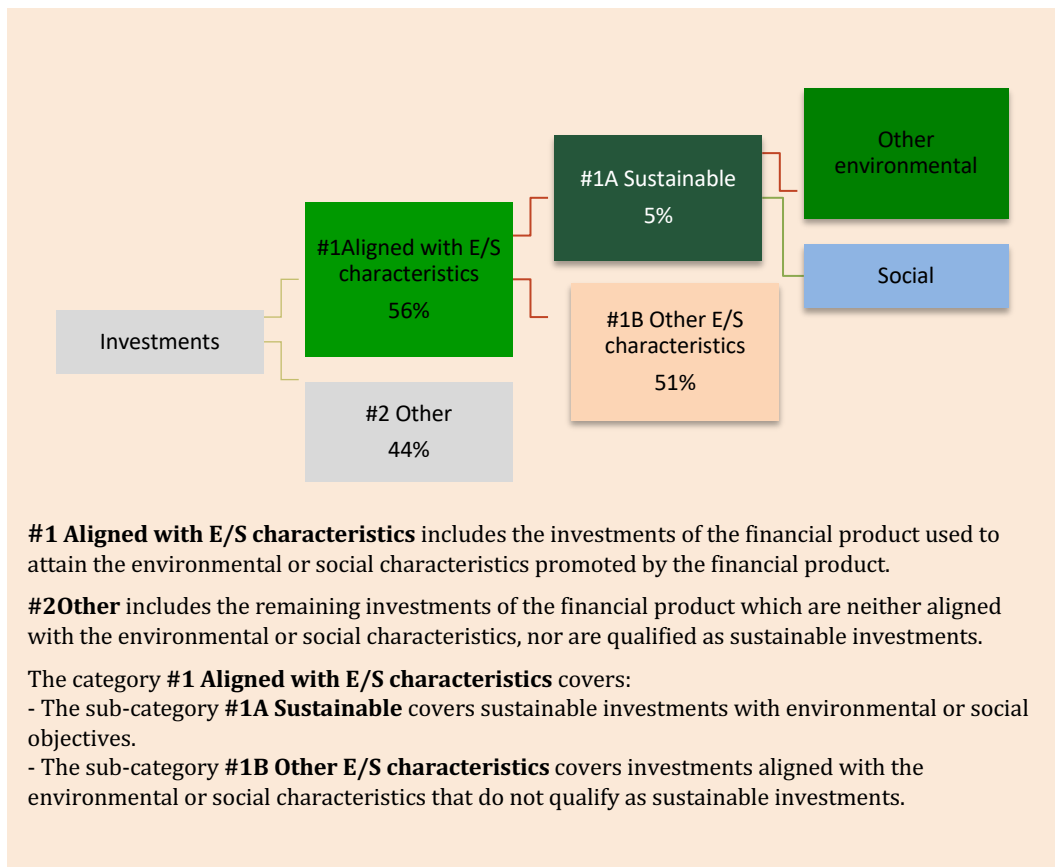 Other
environmental
#1A Sustainable
5%
Social
#1Aligned with E/S
characteristics
56%
#1B Other E/S
characteristics
51%
Investments
#2 Other
44%
#1 Aligned with E/S characteristics includes the investments of the financial product used to
attain the environmental or social characteristics promoted by the financial product.
#2Other includes the remaining investments of the financial product which are neither aligned
with the environmental or social characteristics, nor are qualified as sustainable investments.
The category #1 Aligned with E/S characteristics covers:
- The sub-category #1A Sustainable covers sustainable investments with environmental or social
objectives.
- The sub-category #1B Other E/S characteristics covers investments aligned with the
environmental or social characteristics that do not qualify as sustainable investments.